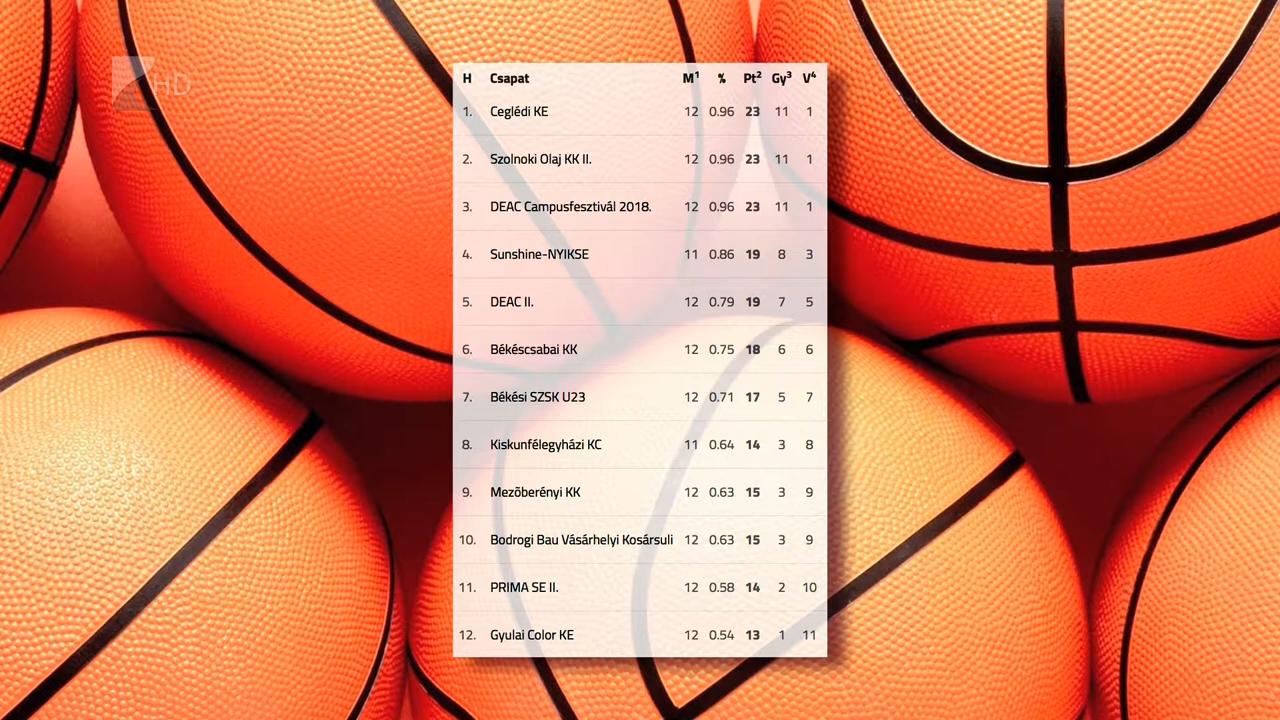 HD
H Csapat M¹ % Pt² Gy³ V⁴
1. Ceglédi KE 12 0.96 23 11 1
2. Szolnoki Olaj KK II. 12 0.96 23 11 1
3. DEAC Campusfesztivál 2018. 12 0.96 23 11 1
4. Sunshine-NYIKSE 11 0.86 19 8 3
5. DEAC II. 12 0.79 19 7 5
6. Békéscsabai KK 12 0.75 18 6 6
7. Békési SZSK U23 12 0.71 17 5 7
8. Kiskunfélegyházi KC 11 0.64 14 3 8
9. Mezõberényi KK 12 0.63 15 3 9
10. Bodrogi Bau Vásárhelyi Kosársuli 12 0.63 15 3 9
11. PRIMA SE II. 12 0.58 14 2 10
12. Gyulai Color KE 12 0.54 13 1 11